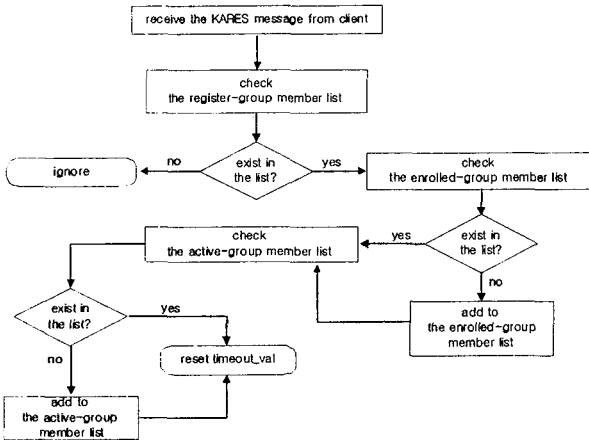 receive the KARES message from client
check
the register-group member list
exist in
the list?
no
yes
ignore
check
the enrolled-group member list
exist in
the list?
yes
no
check
the active-group member list
add to
the enrolled-group
member list
exist in
the list?
yes
no
reset timeout_val
add to
the active-group
member list